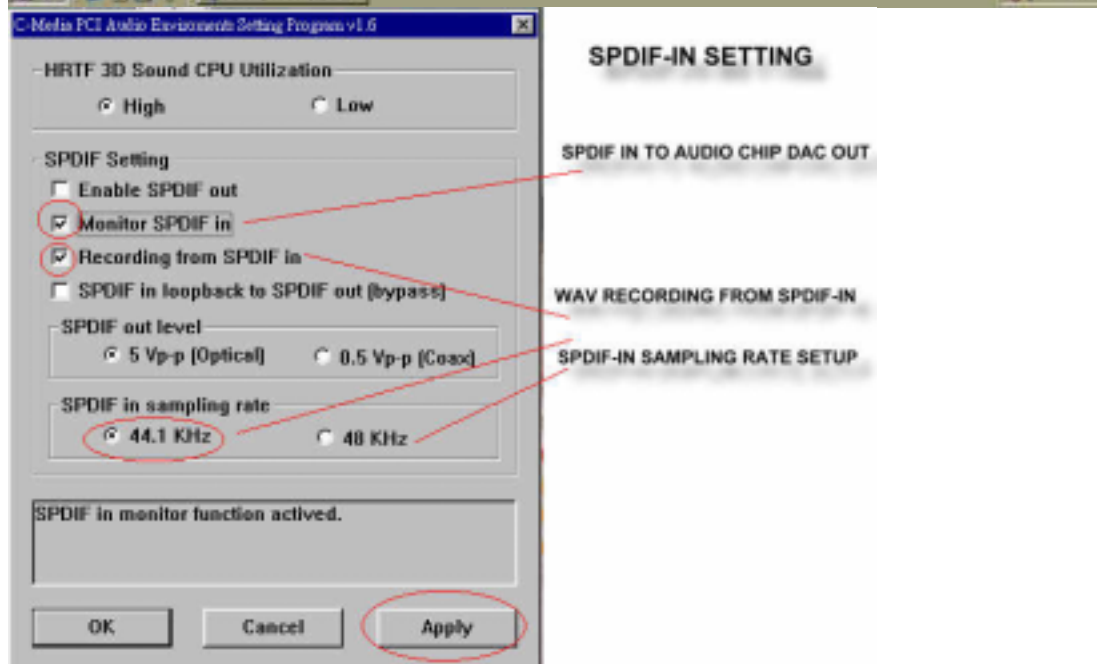 C-Media PCI Audio Environments Setting Program v1.6
HRTF 3D Sound CPU Utilization
High Low
SPDIF Setting
Enable SPDIF out
Monitor SPDIF in
Recording from SPDIF in
SPDIF in loopback to SPDIF out (bypass)
SPDIF out level
5 Vp-p (Optical) 0.5 Vp-p (Coax)
SPDIF in sampling rate
44.1 KHz 48 KHz
SPDIF in monitor function actived.
OK Cancel Apply
SPDIF-IN SETTING
SPDIF IN TO AUDIO CHIP DAC OUT
WAV RECORDING FROM SPDIF-IN
SPDIF-IN SAMPLING RATE SETUP